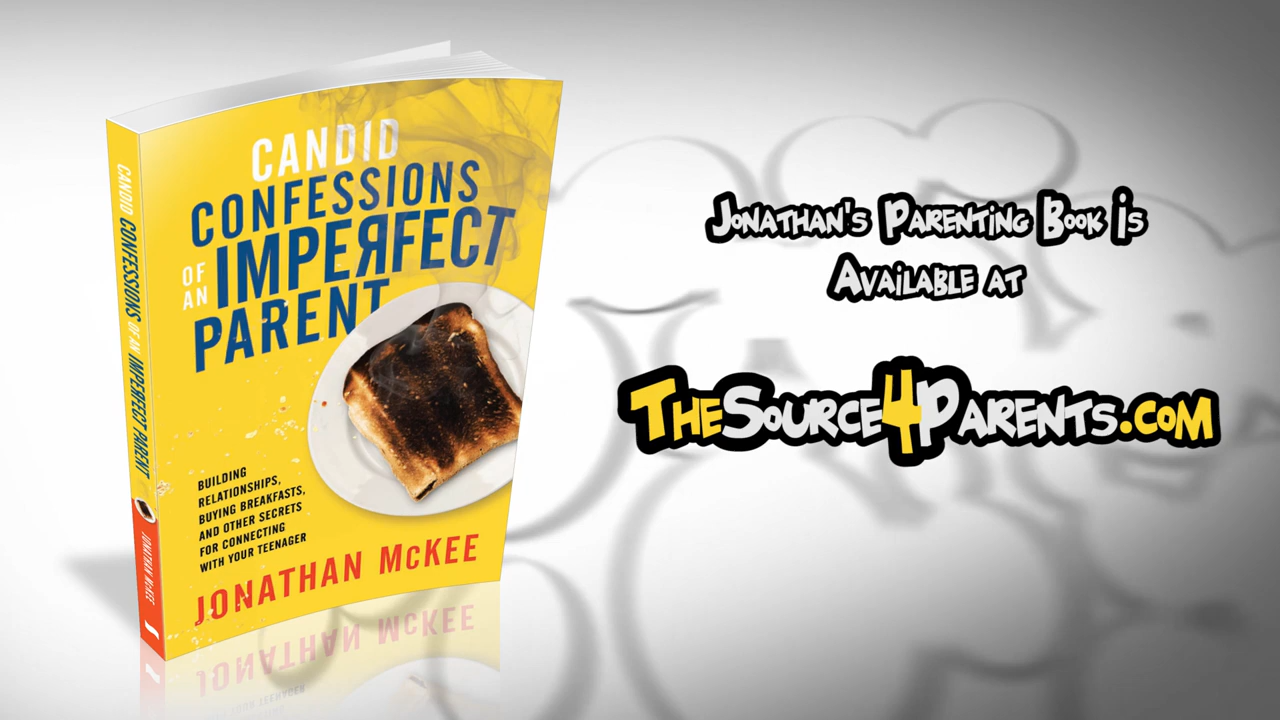 CANDID
CONFESSIONS
OF AN IMPERFECT
PARENT
BUILDING
RELATIONSHIPS,
BUYING BREAKFASTS,
AND OTHER SECRETS
FOR CONNECTING
WITH YOUR TEENAGER
JONATHAN McKEE
CANDID CONFESSIONS OF AN IMPERFECT PARENT
JONATHAN McKEE
Jonathan's Parenting Book is
Available at
TheSource4Parents.com